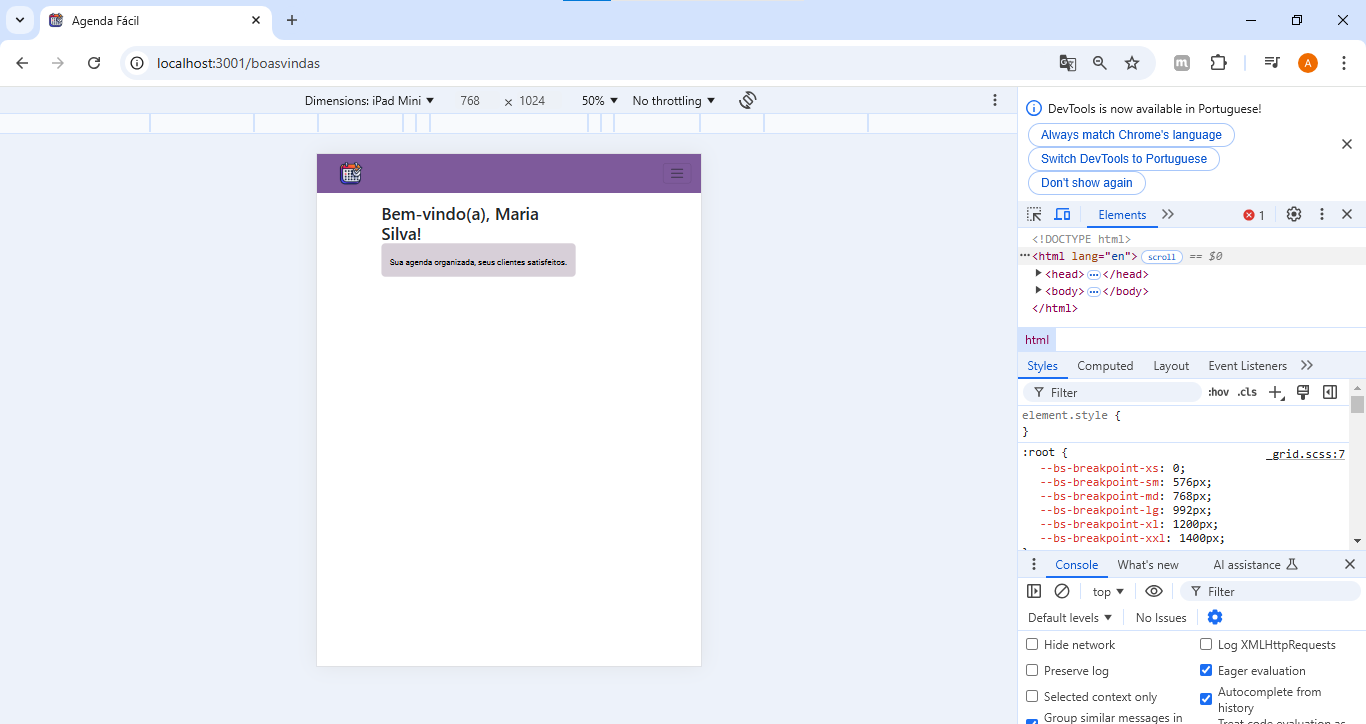 Agenda Fácil
localhost:3001/boasvindas
A
Dimensions: iPad Mini
768 × 1024
50%
No throttling
Bem-vindo(a), Maria
Silva!
Sua agenda organizada, seus clientes satisfeitos.
DevTools is now available in Portuguese!
Always match Chrome's language
Switch DevTools to Portuguese
Don't show again
Elements
1
<!DOCTYPE html>
<html lang="en"> scroll == $0
<head> ••• </head>
<body> ••• </body>
</html>
html
Styles Computed Layout Event Listeners
Filter :hov .cls
element.style {
}
:root { _grid.scss:7
--bs-breakpoint-xs: 0;
--bs-breakpoint-sm: 576px;
--bs-breakpoint-md: 768px;
--bs-breakpoint-lg: 992px;
--bs-breakpoint-xl: 1200px;
--bs-breakpoint-xxl: 1400px;
Console What's new AI assistance
top Filter
Default levels No Issues
Hide network Log XMLHttpRequests
Preserve log Eager evaluation
Selected context only Autocomplete from
history
Group similar messages in Treat code evaluation as